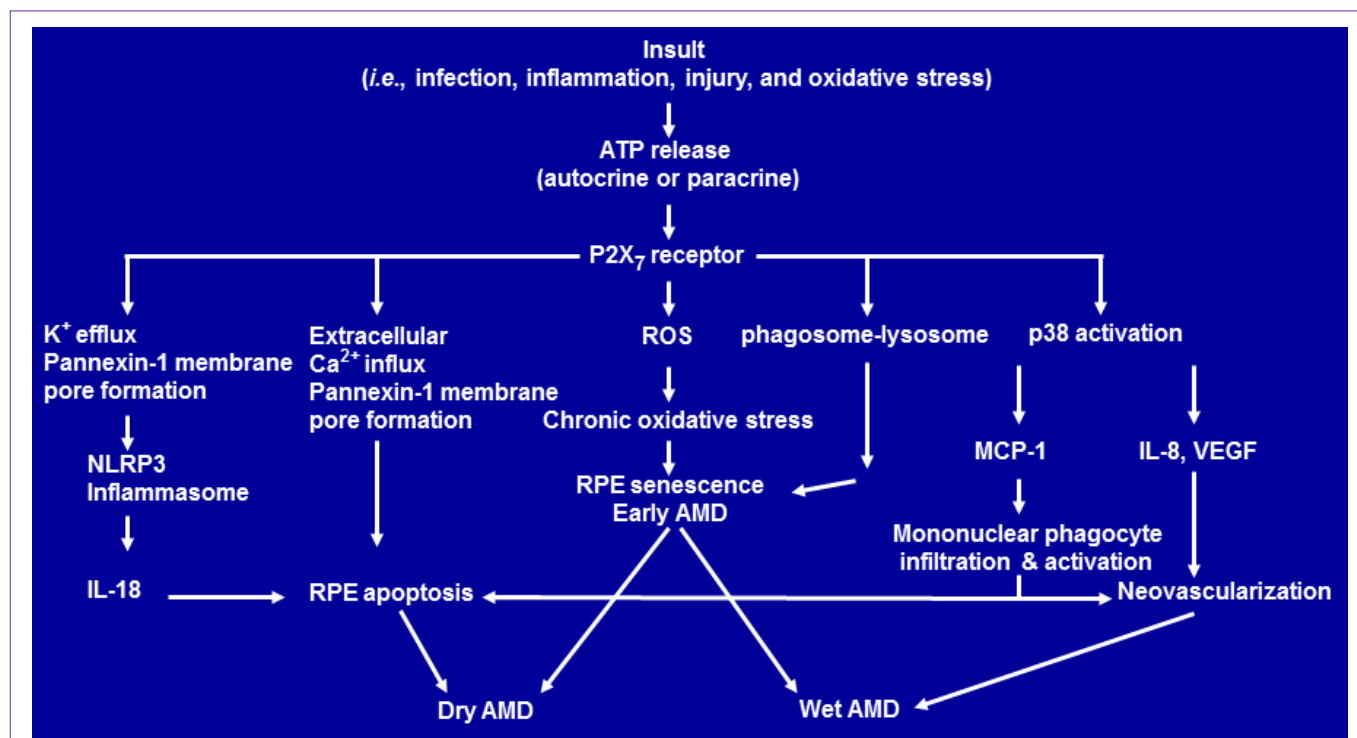 Insult
(i.e., infection, inflammation, injury, and oxidative stress)
ATP release
(autocrine or paracrine)
P2X₇ receptor
K⁺ efflux
Pannexin-1 membrane
pore formation
Extracellular
Ca²⁺ influx
Pannexin-1 membrane
pore formation
ROS
phagosome-lysosome
p38 activation
Chronic oxidative stress
NLRP3
Inflammasome
MCP-1
IL-8, VEGF
RPE senescence
Early AMD
Mononuclear phagocyte
infiltration & activation
IL-18
RPE apoptosis
Neovascularization
Dry AMD
Wet AMD